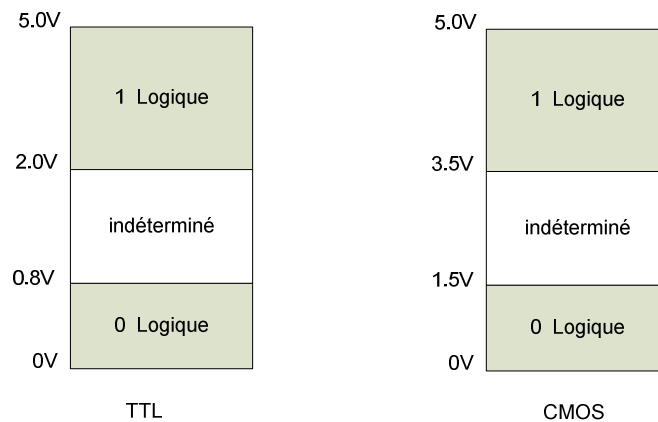 5.0V
1 Logique
2.0V
indéterminé
0.8V
0 Logique
0V
TTL
5.0V
1 Logique
3.5V
indéterminé
1.5V
0 Logique
0V
CMOS